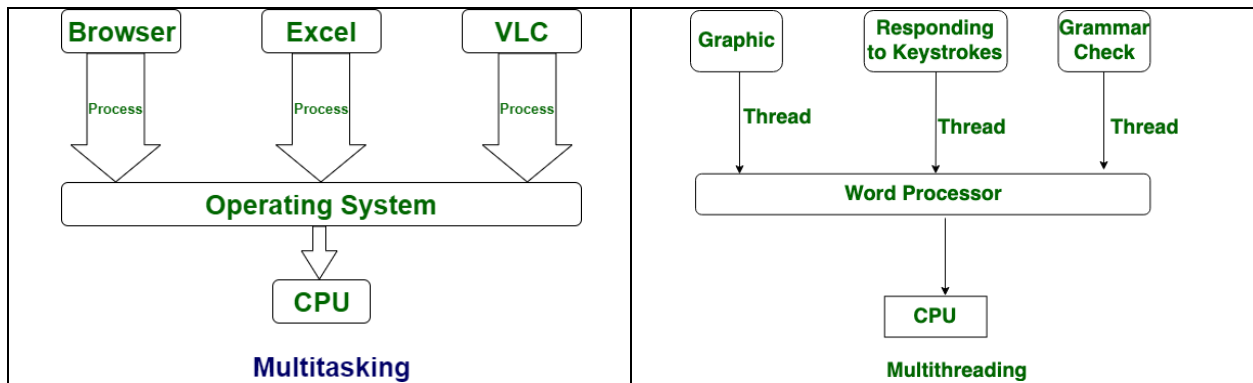 Browser
Excel
VLC
Process
Process
Process
Operating System
CPU
Multitasking
Graphic
Responding
to Keystrokes
Grammar
Check
Thread
Thread
Thread
Word Processor
CPU
Multithreading